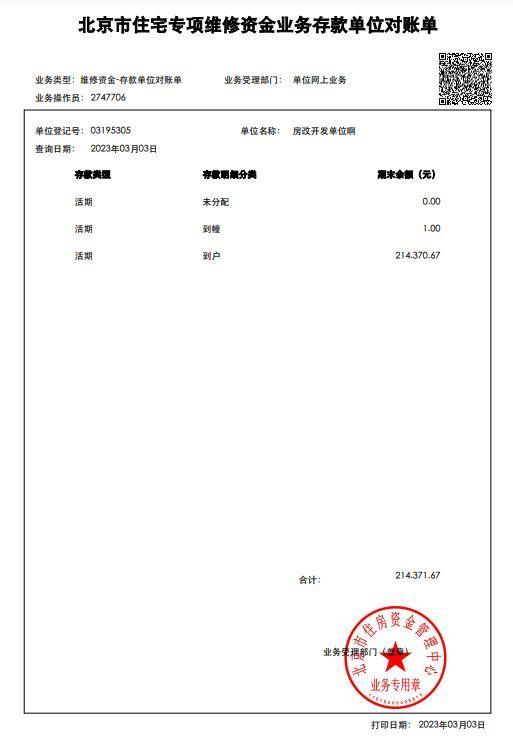 北京市住宅专项维修资金业务存款单位对账单
业务类型：维修资金-存款单位对账单 业务受理部门： 单位网上业务
业务操作员：2747706
单位登记号：03195305 单位名称： 房改开发单位啊
查询日期： 2023年03月03日
存款类型 存款明细分类 期末余额（元）
活期 未分配 0.00
活期 到幢 1.00
活期 到户 214,370.67
合计： 214,371.67
北京市住房资金管理中心
业务受理部门（盖章）
业务专用章
打印日期： 2023年03月03日